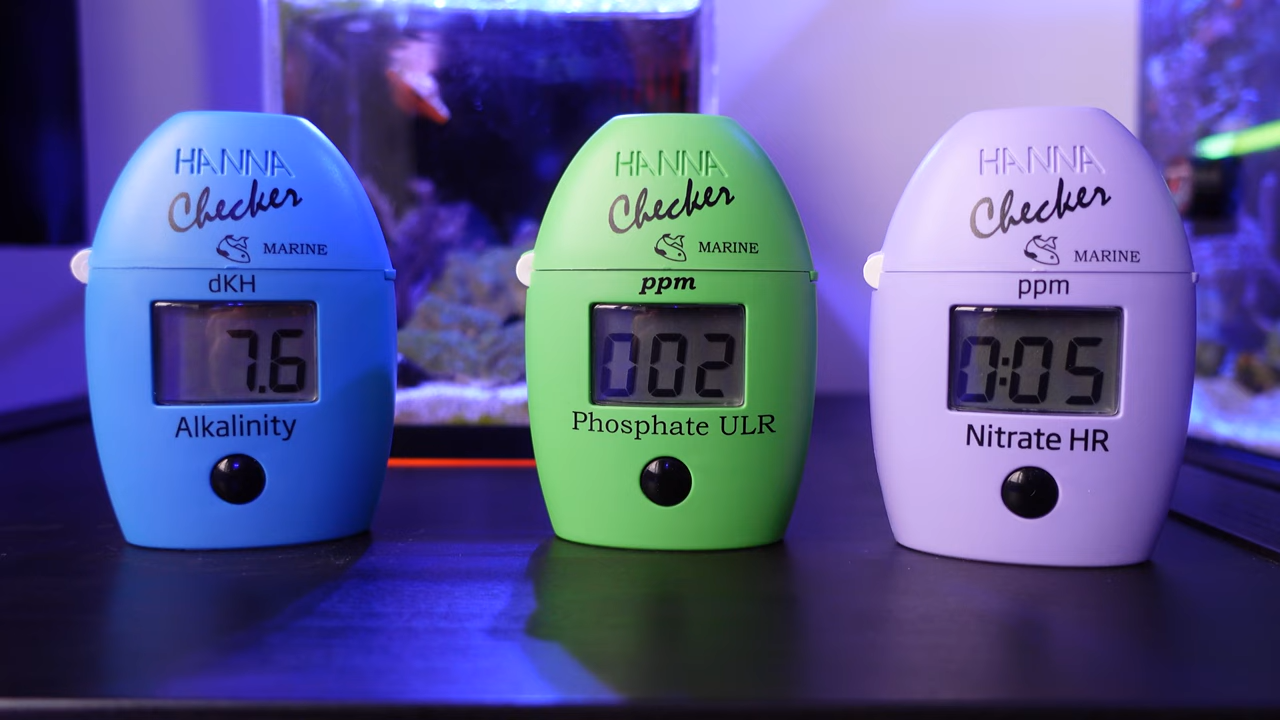 HANNA
Checker
MARINE
dKH
7.6
Alkalinity
HANNA
Checker
MARINE
ppm
002
Phosphate ULR
HANNA
Checker
MARINE
ppm
0:05
Nitrate HR